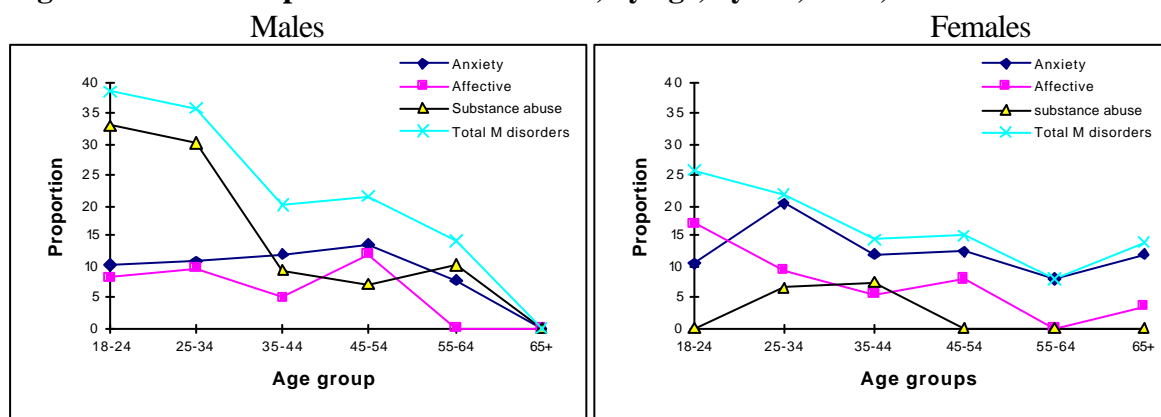 Males
Females
Anxiety
Affective
Substance abuse
Total M disorders
40
35
30
25
20
15
10
5
0
Proportion
18-24 25-34 35-44 45-54 55-64 65+
Age group
Anxiety
Affective
substance abuse
Total M disorders
40
35
30
25
20
15
10
5
0
Proportion
18-24 25-34 35-44 45-54 55-64 65+
Age groups